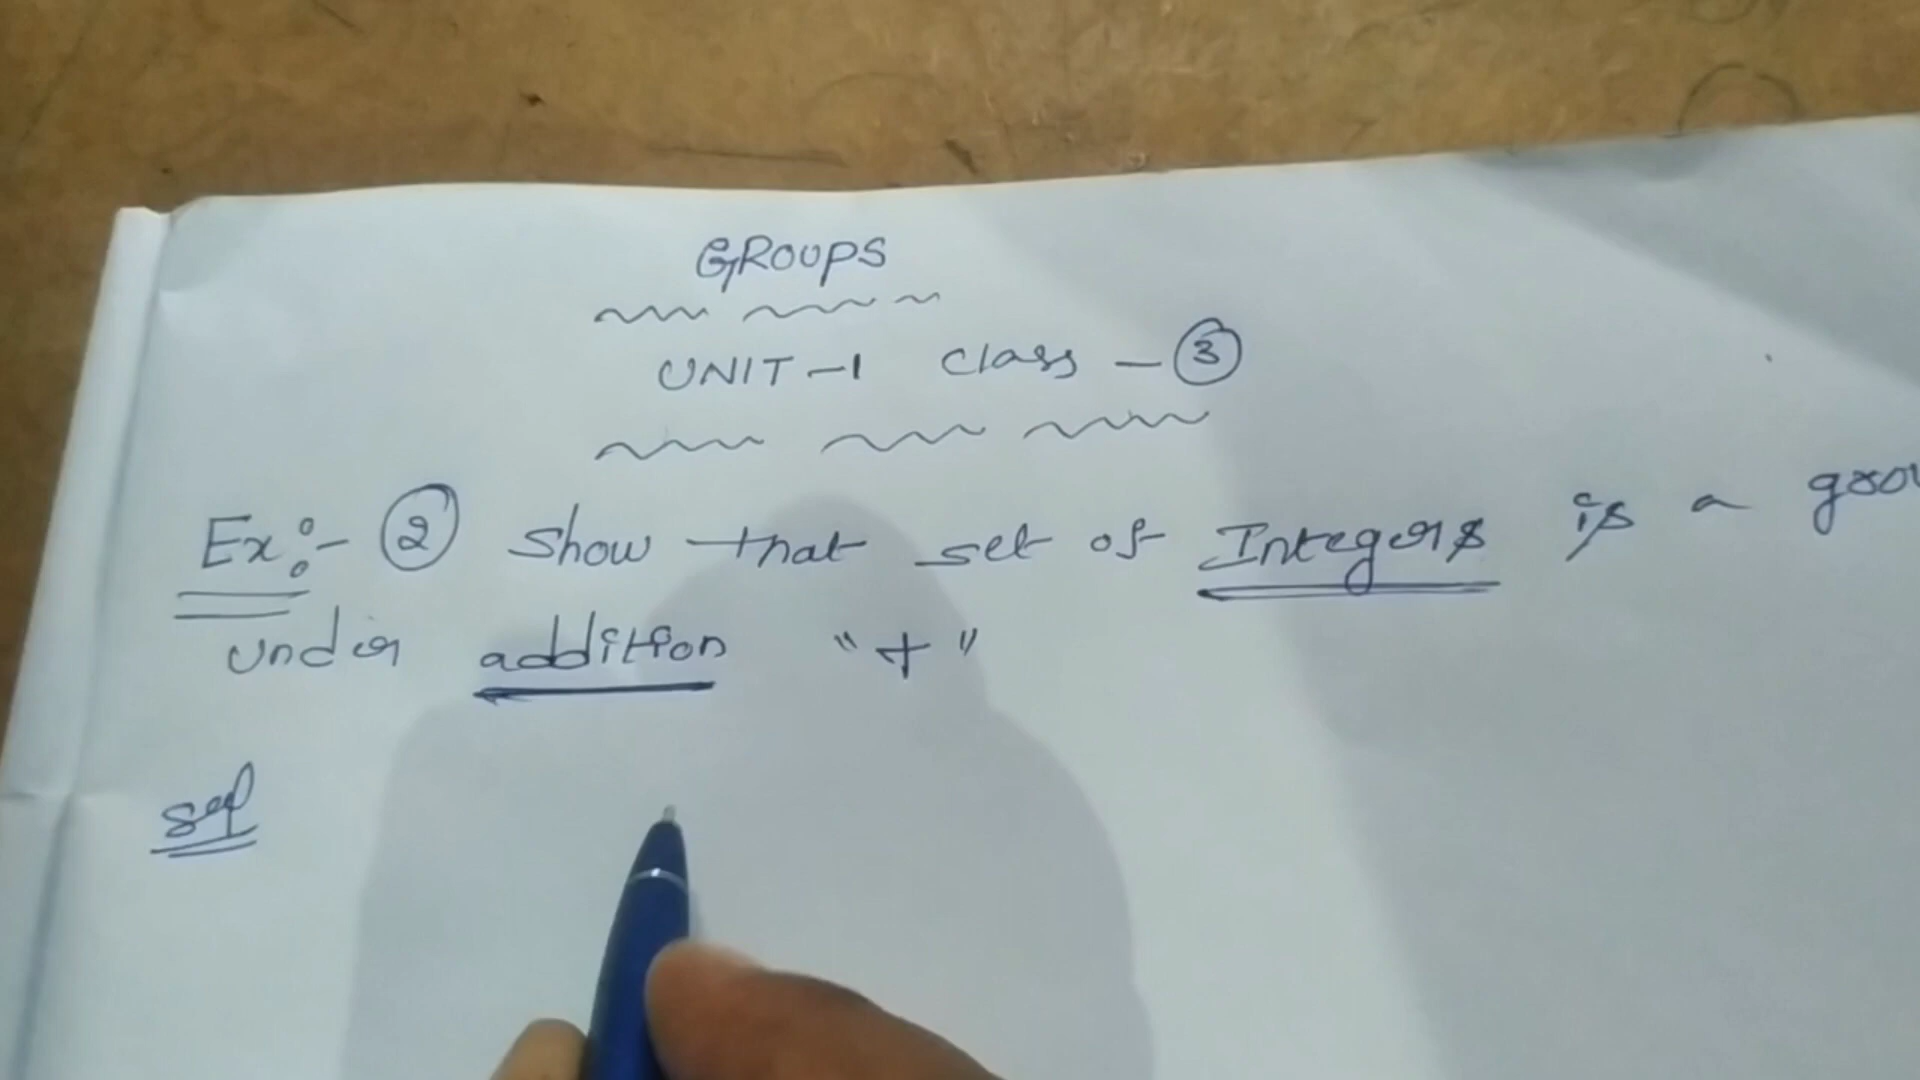 GROUPS
UNIT-1 class - 3
Ex:- 2 show that set of Integers is a
under addition "+"
sol